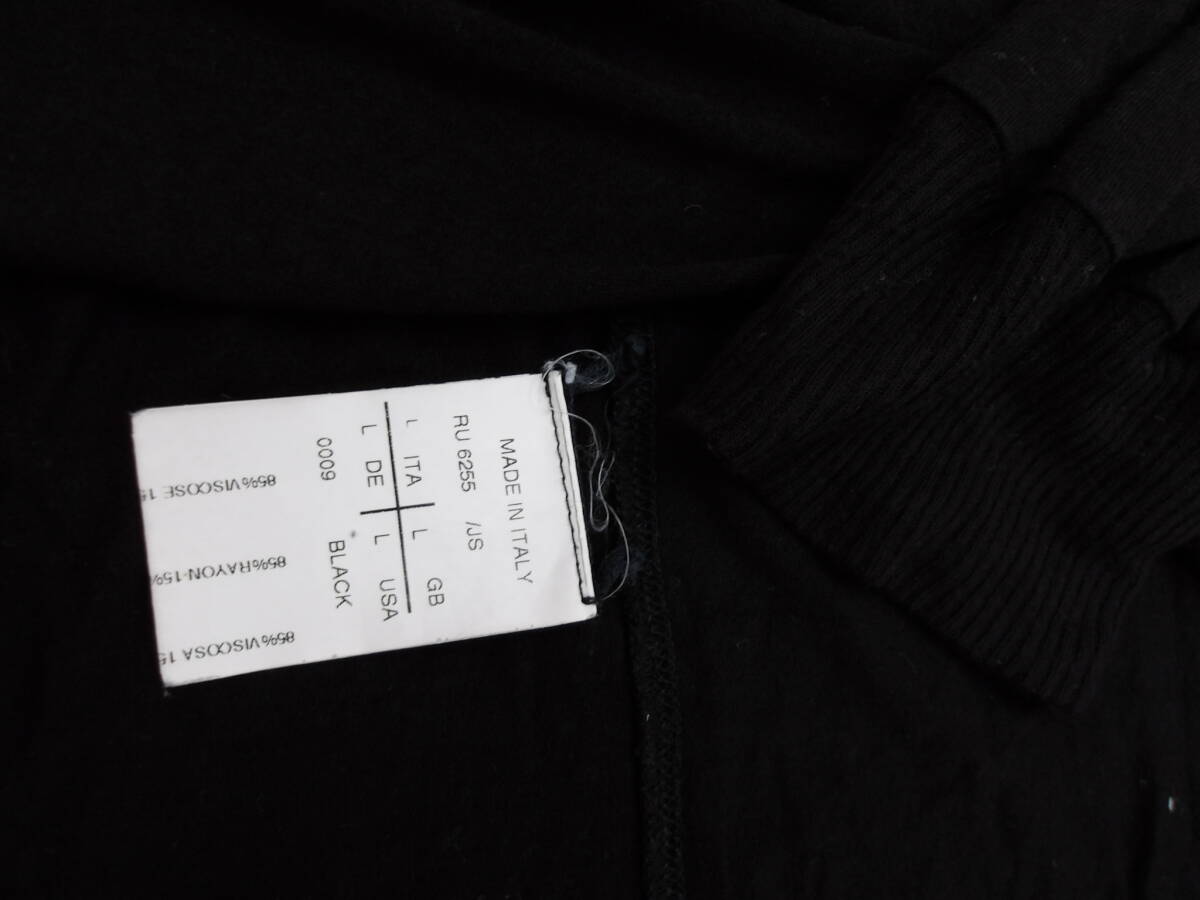 MADE IN ITALY
RU 6255 /JS
L ITA L GB
L DE L USA
0009 BLACK
85%VISCOSE 15
85%RAYON-15%
85%VISCOSA 15